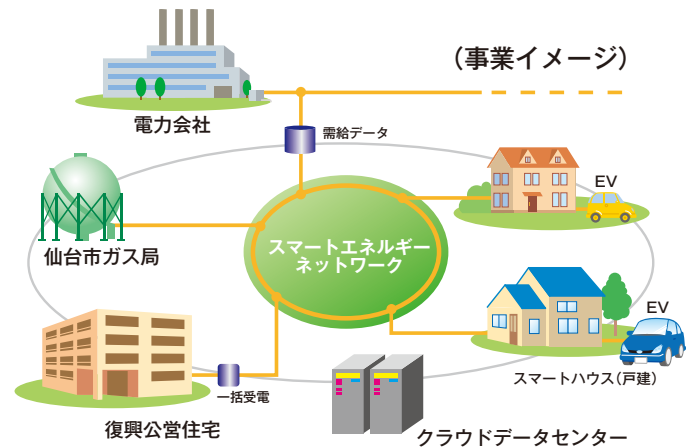 (事業イメージ)
電力会社
需給データ
EV
仙台市ガス局
スマートエネルギー
ネットワーク
EV
スマートハウス(戸建)
一括受電
復興公営住宅
クラウドデータセンター